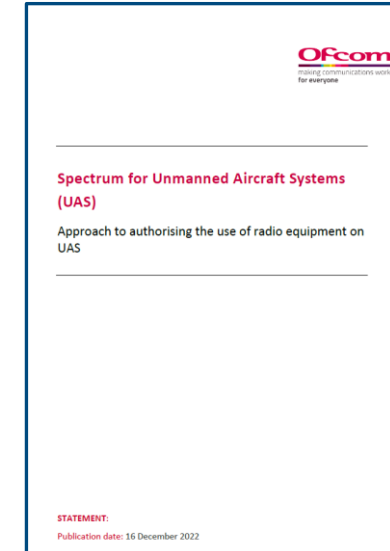 Ofcom
making communications work
for everyone
Spectrum for Unmanned Aircraft Systems
(UAS)
Approach to authorising the use of radio equipment on
UAS
STATEMENT:
Publication date: 16 December 2022